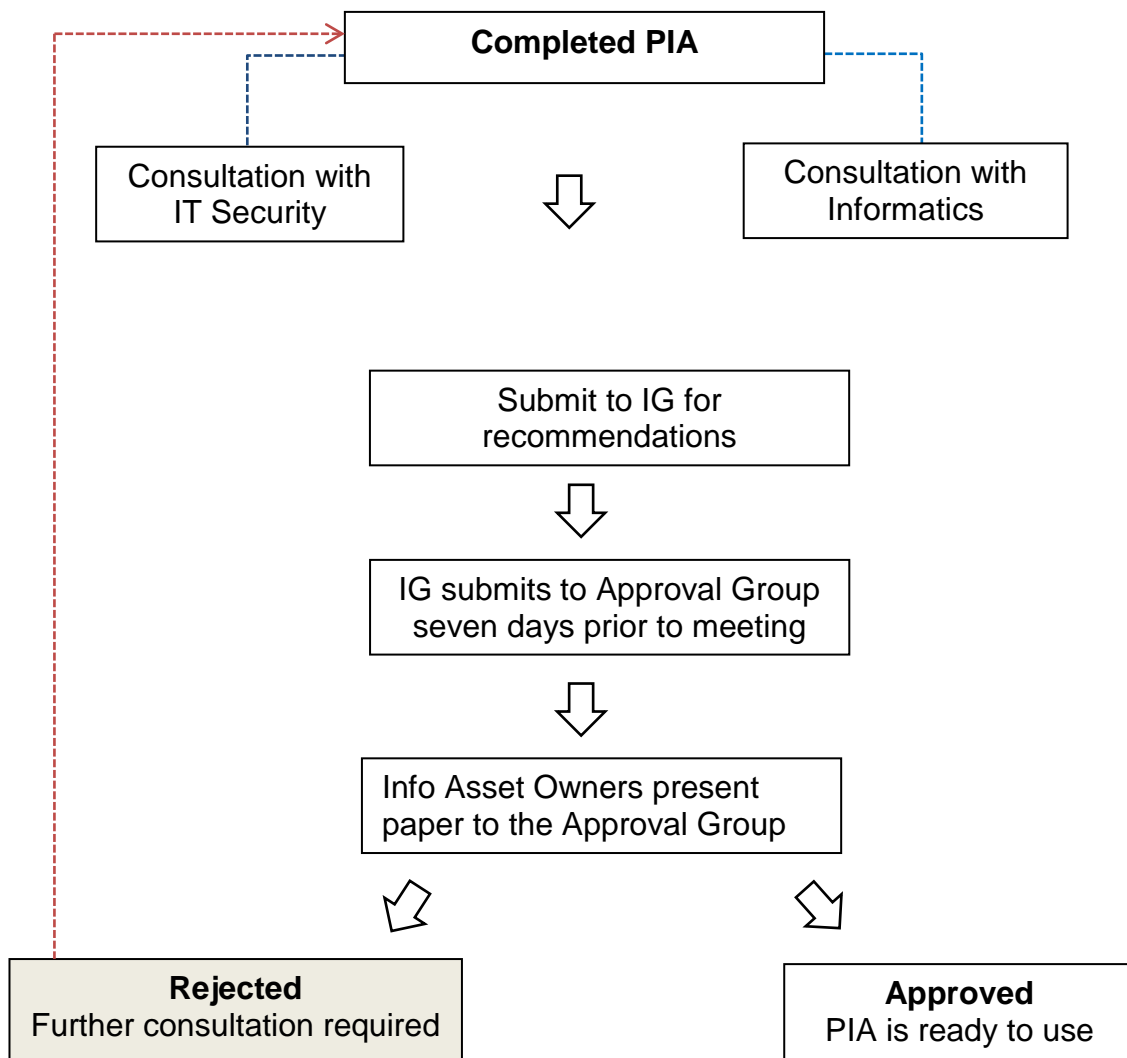 Completed PIA
Consultation with
IT Security
Consultation with
Informatics
Submit to IG for
recommendations
IG submits to Approval Group
seven days prior to meeting
Info Asset Owners present
paper to the Approval Group
Rejected
Further consultation required
Approved
PIA is ready to use